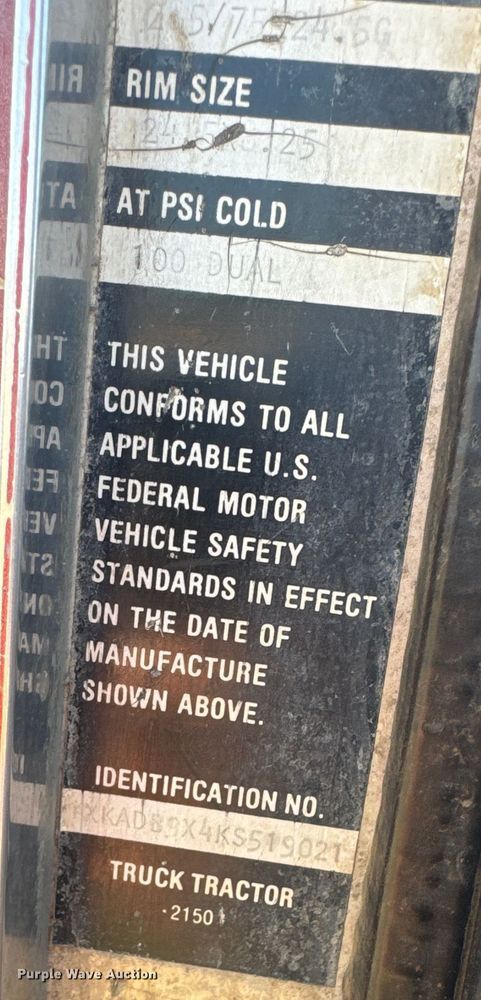 RIM SIZE
AT PSI COLD
100 DUAL
THIS VEHICLE
CONFORMS TO ALL
APPLICABLE U.S.
FEDERAL MOTOR
VEHICLE SAFETY
STANDARDS IN EFFECT
ON THE DATE OF
MANUFACTURE
SHOWN ABOVE.
IDENTIFICATION NO.
TRUCK TRACTOR
2150
Purple Wave Auction